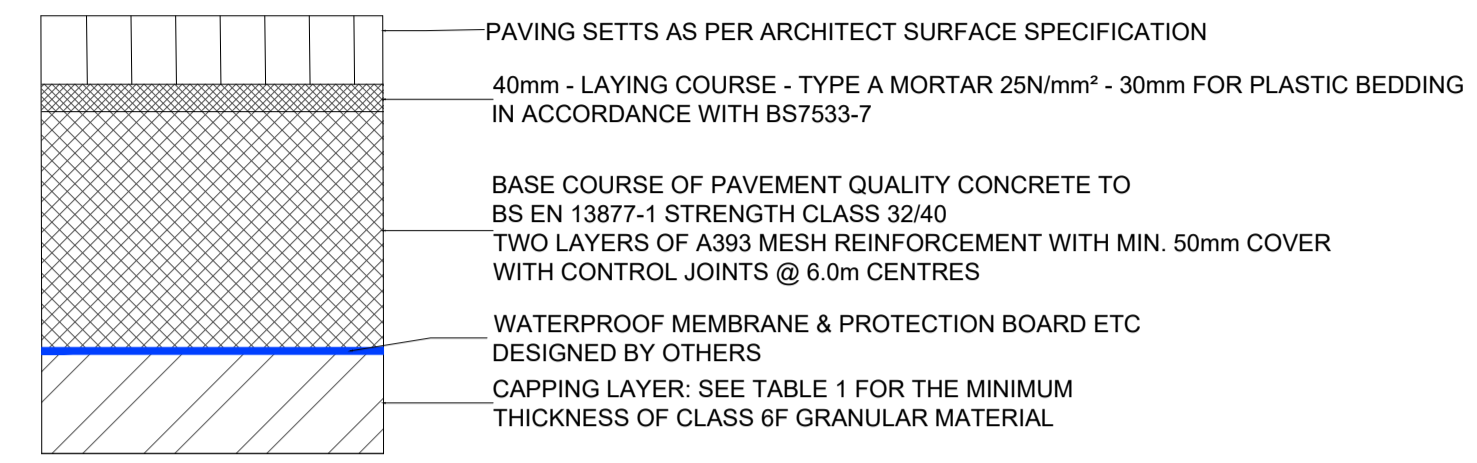 PAVING SETTS AS PER ARCHITECT SURFACE SPECIFICATION
40mm - LAYING COURSE - TYPE A MORTAR 25N/mm² - 30mm FOR PLASTIC BEDDING
IN ACCORDANCE WITH BS7533-7
BASE COURSE OF PAVEMENT QUALITY CONCRETE TO
BS EN 13877-1 STRENGTH CLASS 32/40
TWO LAYERS OF A393 MESH REINFORCEMENT WITH MIN. 50mm COVER
WITH CONTROL JOINTS @ 6.0m CENTRES
WATERPROOF MEMBRANE & PROTECTION BOARD ETC
DESIGNED BY OTHERS
CAPPING LAYER: SEE TABLE 1 FOR THE MINIMUM
THICKNESS OF CLASS 6F GRANULAR MATERIAL